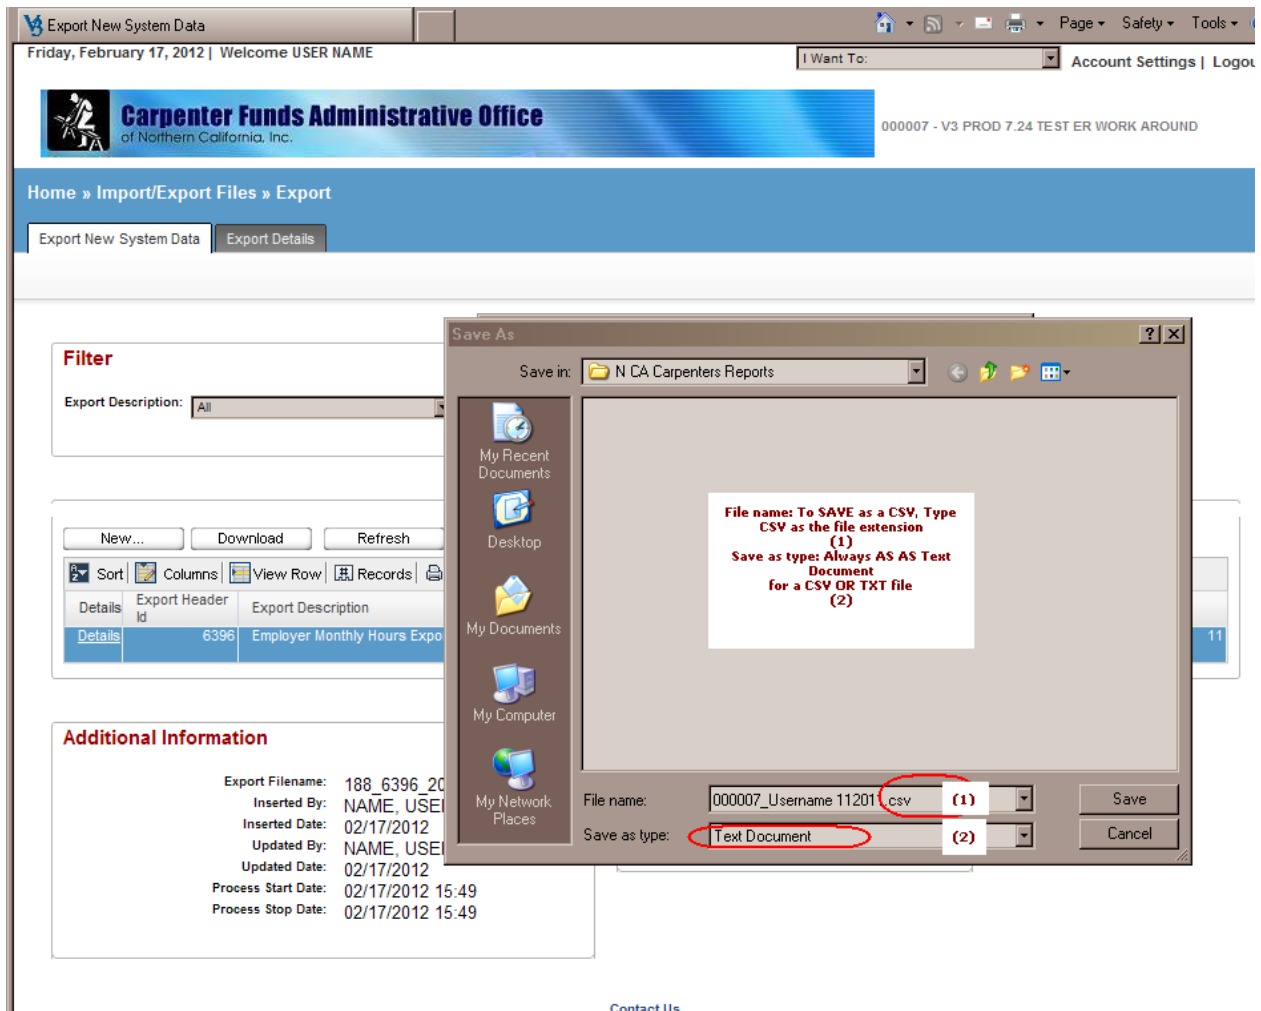 Export New System Data
Page Safety Tools
Friday, February 17, 2012 | Welcome USER NAME
I Want To:
Account Settings | Logou
Carpenter Funds Administrative Office
of Northern California, Inc.
000007 - V3 PROD 7.24 TEST ER WORK AROUND
Home » Import/Export Files » Export
Export New System Data Export Details
Save As
Filter
Save in: N CA Carpenters Reports
Export Description: All
My Recent
Documents
Desktop
My Documents
My Computer
My Network
Places
File name: To SAVE as a CSV, Type
CSV as the file extension
(1)
Save as type: Always AS AS Text
Document
for a CSV OR TXT file
(2)
New... Download Refresh
Sort Columns View Row Records
Details Export Header
Id Export Description
Details 6396 Employer Monthly Hours Expo 11
File name: 000007_Username 112011.csv (1) Save
Save as type: Text Document (2) Cancel
Additional Information
Export Filename: 188_6396_20
Inserted By: NAME, USE
Inserted Date: 02/17/2012
Updated By: NAME, USE
Updated Date: 02/17/2012
Process Start Date: 02/17/2012 15:49
Process Stop Date: 02/17/2012 15:49
Contact Us